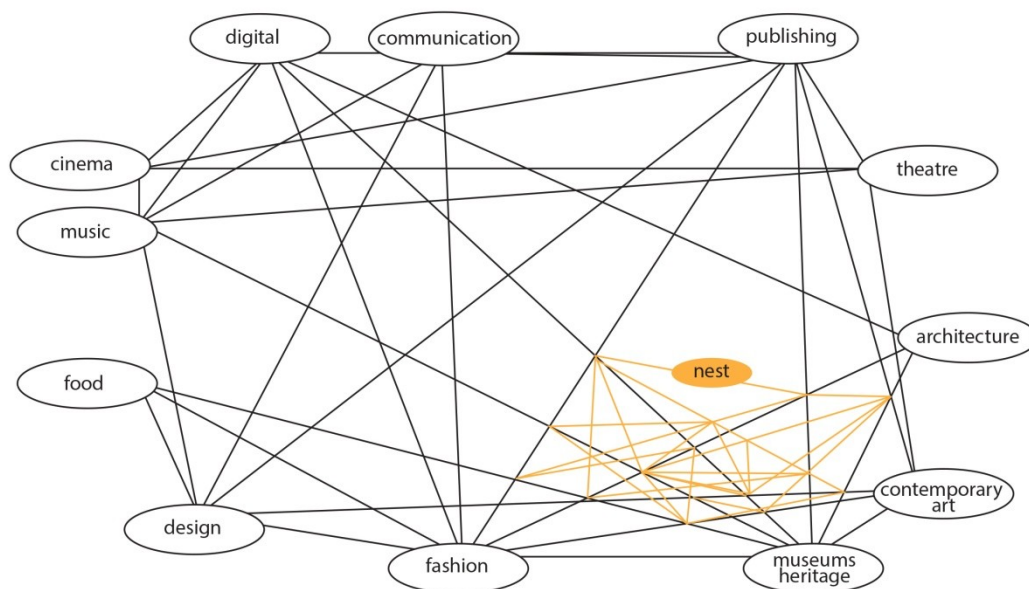 digital
communication
publishing
cinema
theatre
music
architecture
nest
food
contemporary
art
design
fashion
museums
heritage